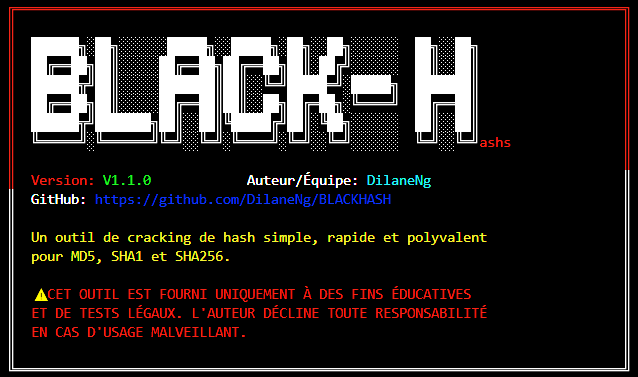 BLACK-H
ashs
Version: V1.1.0 Auteur/Équipe: DilaneNg
GitHub: https://github.com/DilaneNg/BLACKHASH
Un outil de cracking de hash simple, rapide et polyvalent
pour MD5, SHA1 et SHA256.
⚠CET OUTIL EST FOURNI UNIQUEMENT À DES FINS ÉDUCATIVES
ET DE TESTS LÉGAUX. L'AUTEUR DÉCLINE TOUTE RESPONSABILITÉ
EN CAS D'USAGE MALVEILLANT.